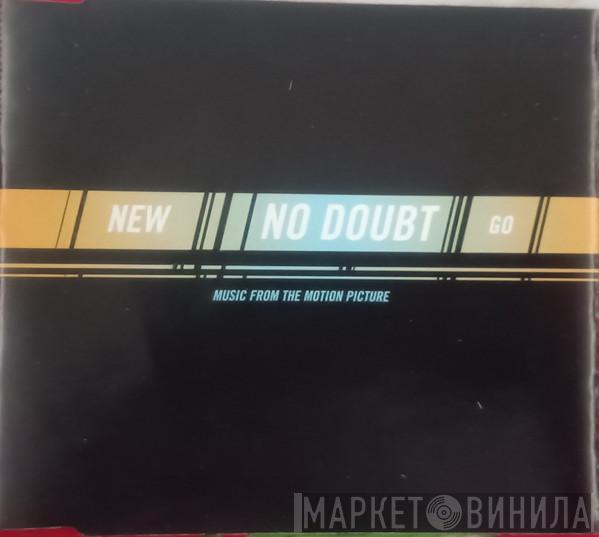 NEW NO DOUBT GO
MUSIC FROM THE MOTION PICTURE
МАРКЕТ ВИНИЛА